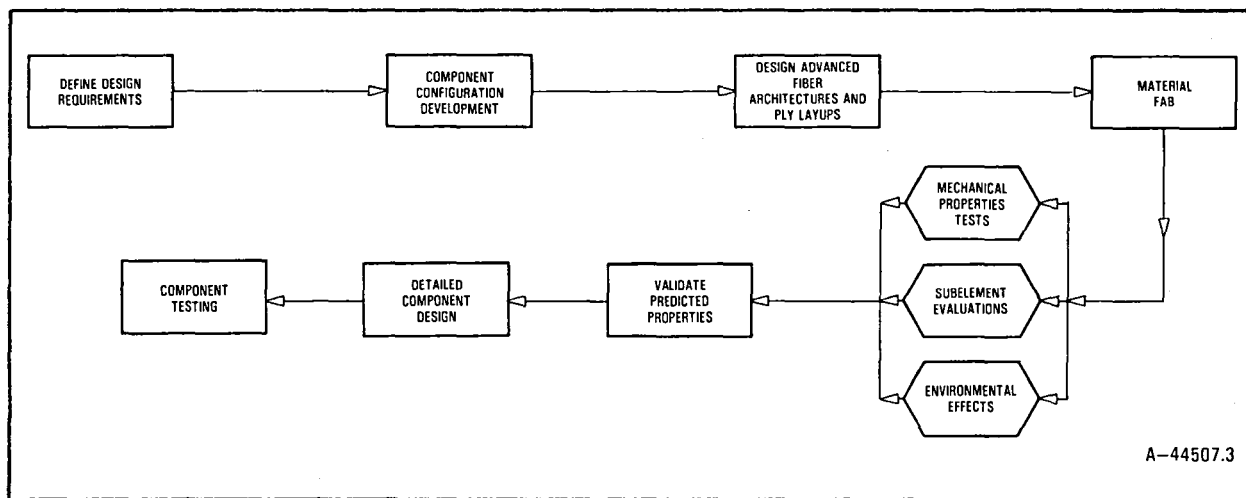 DEFINE DESIGN
REQUIREMENTS
COMPONENT
CONFIGURATION
DEVELOPMENT
DESIGN ADVANCED
FIBER
ARCHITECTURES AND
PLY LAYUPS
MATERIAL
FAB
MECHANICAL
PROPERTIES
TESTS
SUBELEMENT
EVALUATIONS
ENVIRONMENTAL
EFFECTS
VALIDATE
PREDICTED
PROPERTIES
DETAILED
COMPONENT
DESIGN
COMPONENT
TESTING
A-44507.3